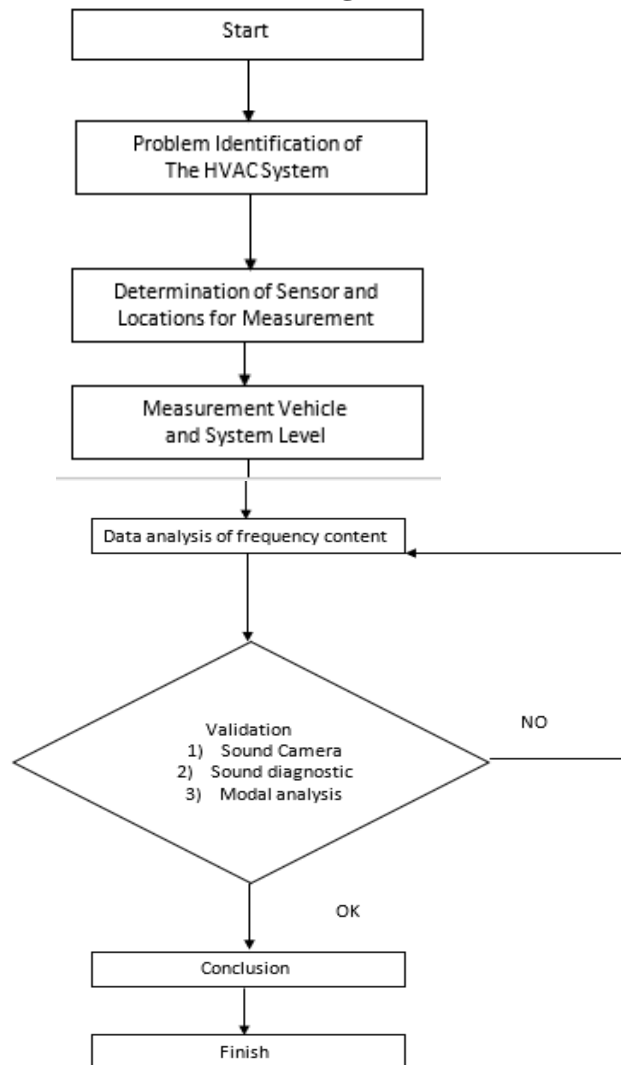 Start
Problem Identification of
The HVAC System
Determination of Sensor and
Locations for Measurement
Measurement Vehicle
and System Level
Data analysis of frequency content
Validation
1) Sound Camera
2) Sound diagnostic
3) Modal analysis
NO
OK
Conclusion
Finish